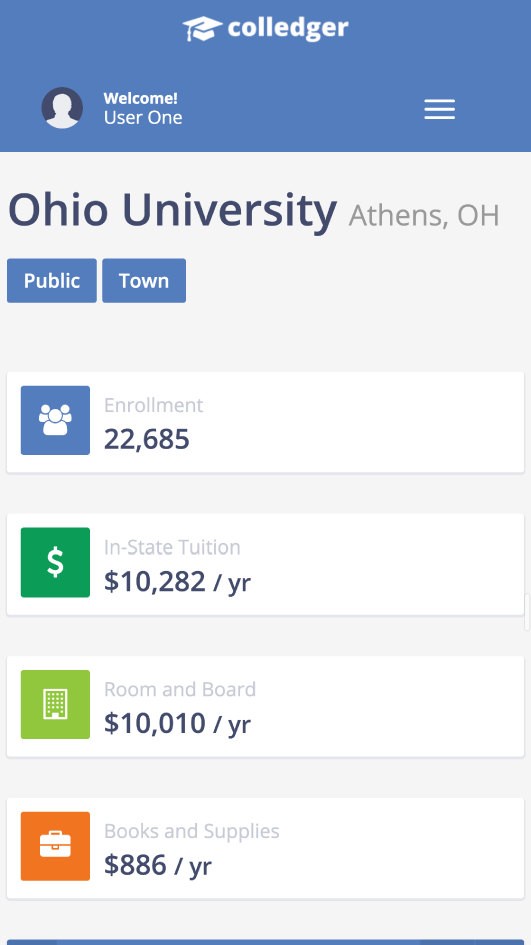 colledger
Welcome!
User One
Ohio University Athens, OH
Public Town
Enrollment
22,685
In-State Tuition
$10,282 / yr
Room and Board
$10,010 / yr
Books and Supplies
$886 / yr